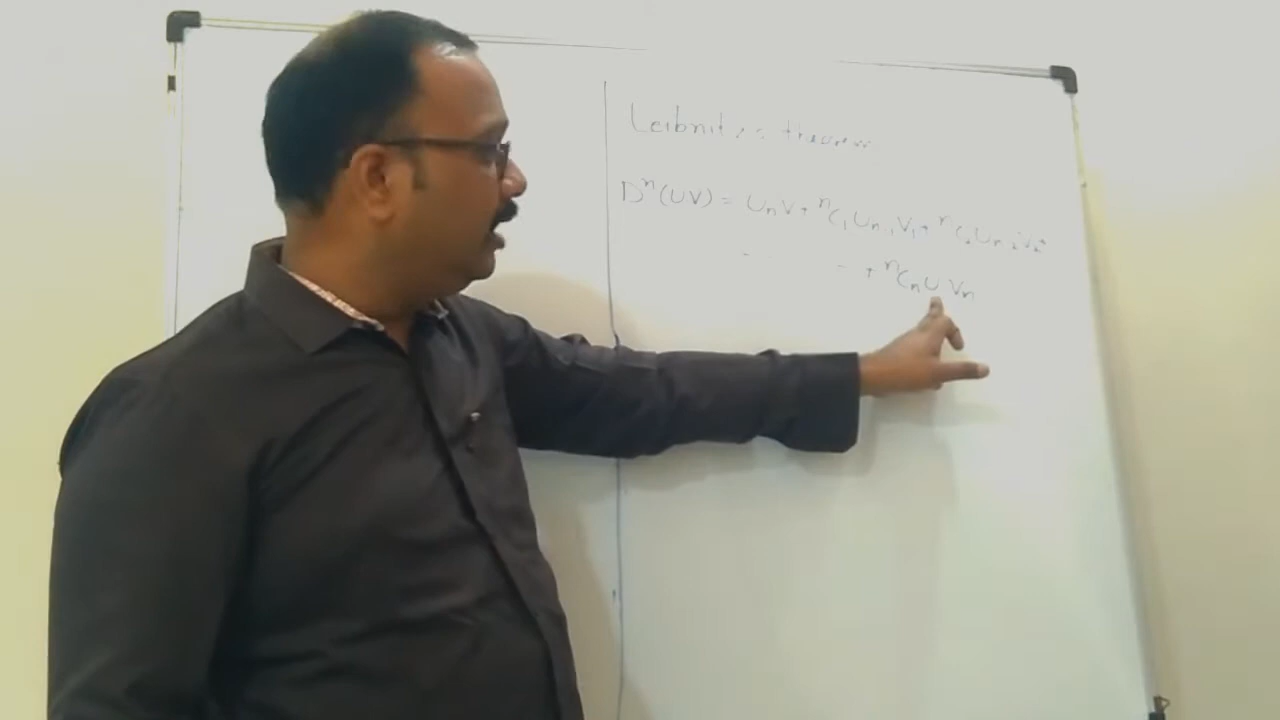 Leibnitz's theorem
Dⁿ(UV) = UₙV + ⁿC₁Uₙ₋₁V₁ + ⁿC₂Uₙ₋₂V₂ +
- - - + ⁿCₙUVₙ